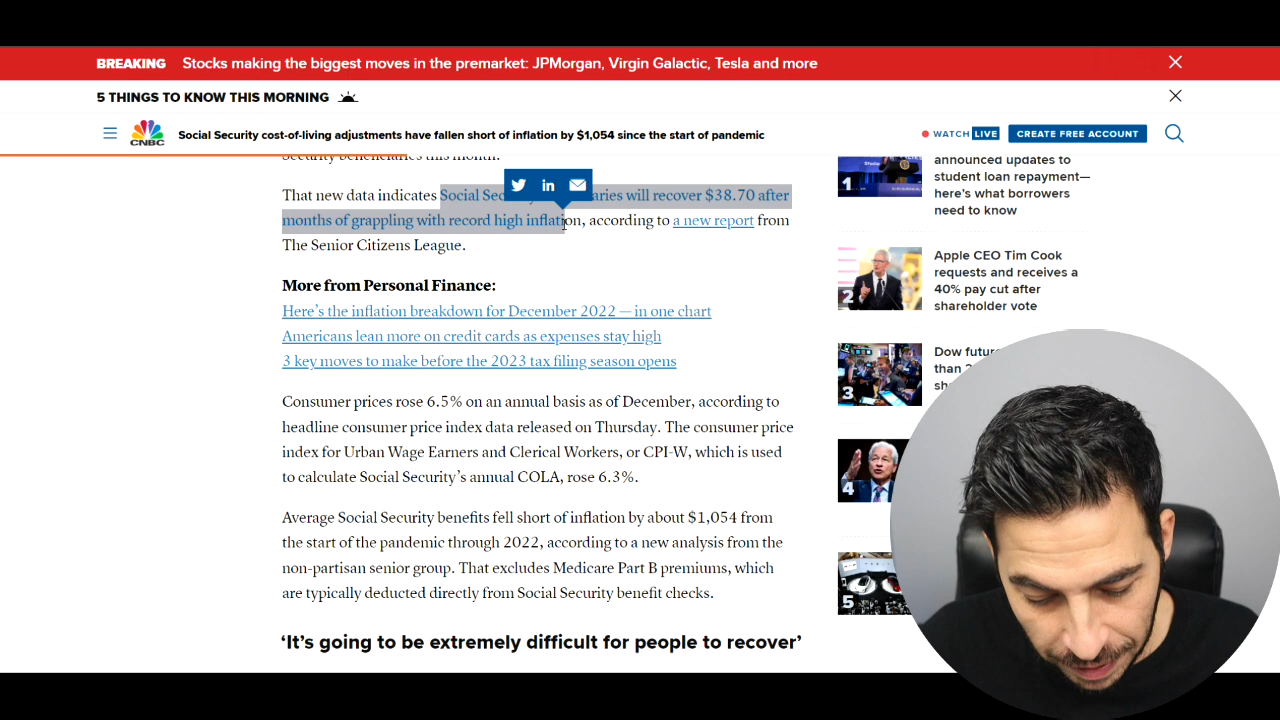 BREAKING Stocks making the biggest moves in the premarket: JPMorgan, Virgin Galactic, Tesla and more
5 THINGS TO KNOW THIS MORNING
CNBC
Social Security cost-of-living adjustments have fallen short of inflation by $1,054 since the start of pandemic
WATCH LIVE
CREATE FREE ACCOUNT
Security beneficiaries this month.
That new data indicates Social aries will recover $38.70 after
months of grappling with record high inflation, according to a new report from
The Senior Citizens League.
More from Personal Finance:
Here's the inflation breakdown for December 2022 — in one chart
Americans lean more on credit cards as expenses stay high
3 key moves to make before the 2023 tax filing season opens
Consumer prices rose 6.5% on an annual basis as of December, according to
headline consumer price index data released on Thursday. The consumer price
index for Urban Wage Earners and Clerical Workers, or CPI-W, which is used
to calculate Social Security's annual COLA, rose 6.3%.
Average Social Security benefits fell short of inflation by about $1,054 from
the start of the pandemic through 2022, according to a new analysis from the
non-partisan senior group. That excludes Medicare Part B premiums, which
are typically deducted directly from Social Security benefit checks.
'It's going to be extremely difficult for people to recover'
1
announced updates to
student loan repayment—
here's what borrowers
need to know
2
Apple CEO Tim Cook
requests and receives a
40% pay cut after
shareholder vote
3
Dow
than
4
5